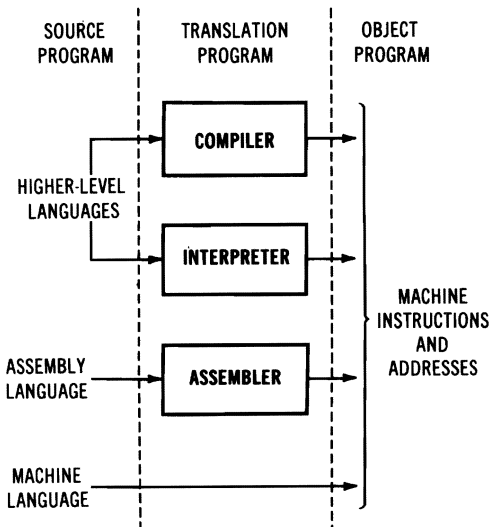 SOURCE
PROGRAM
TRANSLATION
PROGRAM
OBJECT
PROGRAM
COMPILER
HIGHER-LEVEL
LANGUAGES
INTERPRETER
MACHINE
INSTRUCTIONS
AND
ADDRESSES
ASSEMBLY
LANGUAGE
ASSEMBLER
MACHINE
LANGUAGE